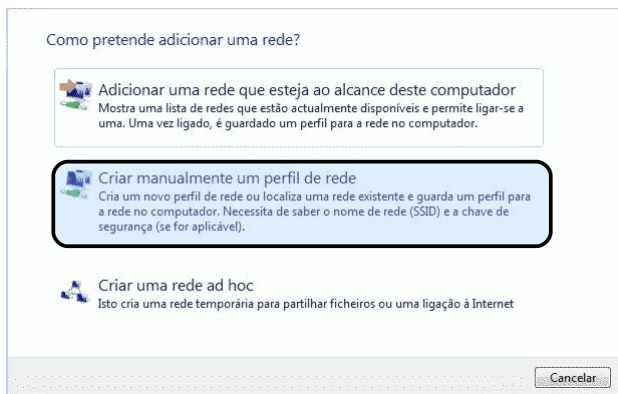 Como pretende adicionar uma rede?
Adicionar uma rede que esteja ao alcance deste computador
Mostra uma lista de redes que estão actualmente disponíveis e permite ligar-se a
uma. Uma vez ligado, é guardado um perfil para a rede no computador.
Criar manualmente um perfil de rede
Cria um novo perfil de rede ou localiza uma rede existente e guarda um perfil para
a rede no computador. Necessita de saber o nome de rede (SSID) e a chave de
segurança (se for aplicável).
Criar uma rede ad hoc
Isto cria uma rede temporária para partilhar ficheiros ou uma ligação à Internet
Cancelar